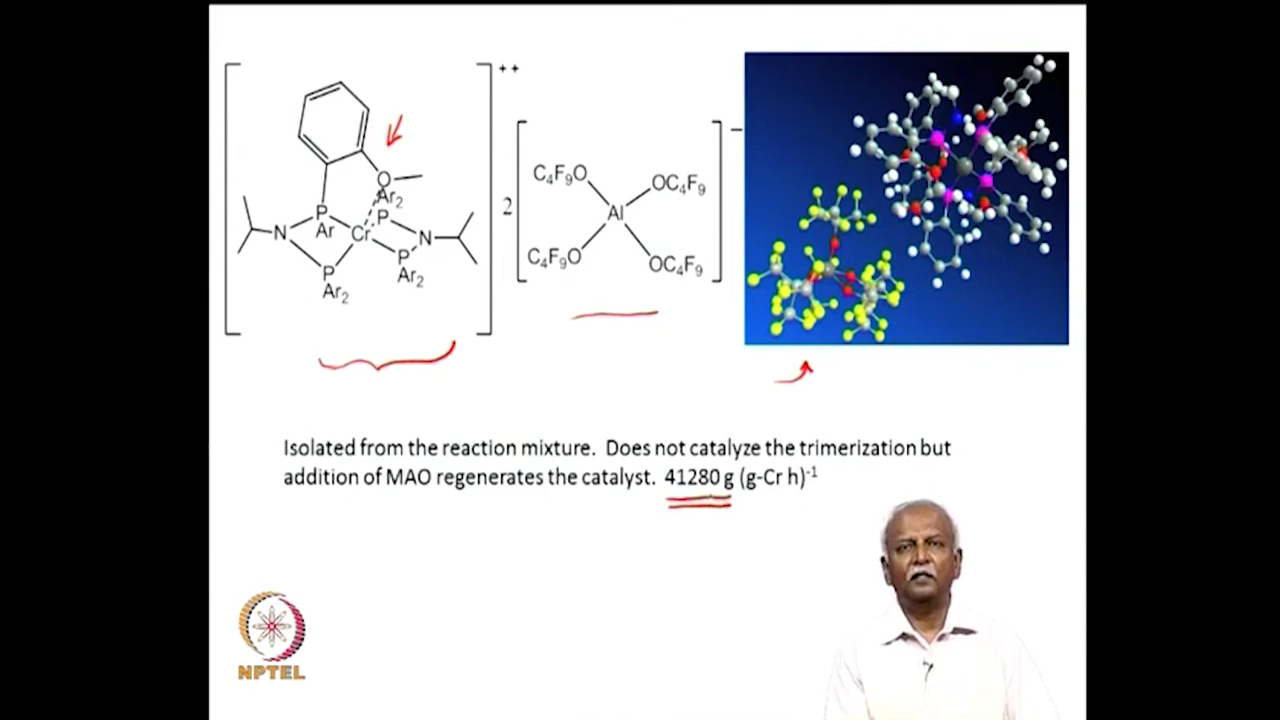 ++
O
Ar2
P
P
Ar
Cr
N
N
P
P
Ar2
Ar2
2
C4F9O
OC4F9
Al
C4F9O
OC4F9
–
Isolated from the reaction mixture. Does not catalyze the trimerization but
addition of MAO regenerates the catalyst. 41280 g (g-Cr h)-1
NPTEL